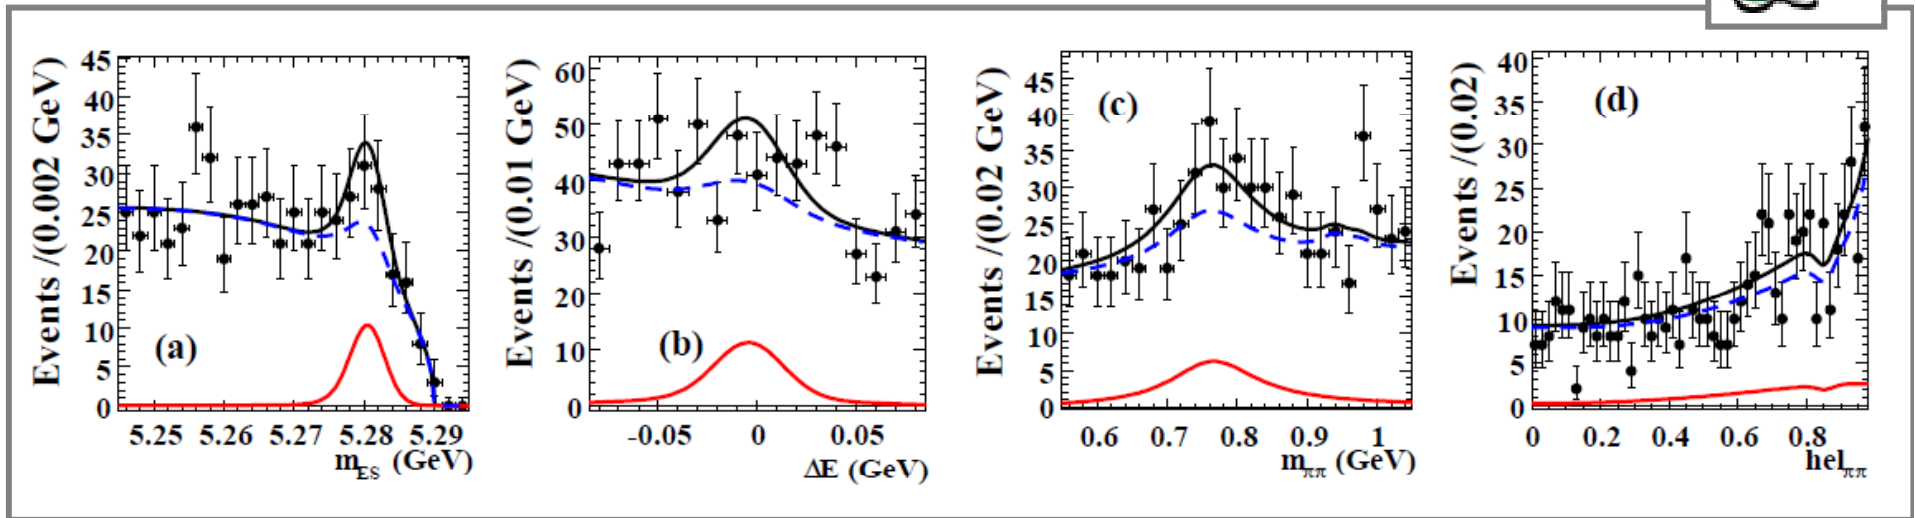 Events /(0.002 GeV)
45
40
35
30
25
20
15
10
5
0
(a)
5.25 5.26 5.27 5.28 5.29
m_ES (GeV)
Events /(0.01 GeV)
60
50
40
30
20
10
0
(b)
-0.05 0 0.05
ΔE (GeV)
Events /(0.02 GeV)
45
40
35
30
25
20
15
10
5
0
(c)
0.6 0.7 0.8 0.9 1
m_ππ (GeV)
Events /(0.02)
40
35
30
25
20
15
10
5
0
(d)
0 0.2 0.4 0.6 0.8
hel_ππ